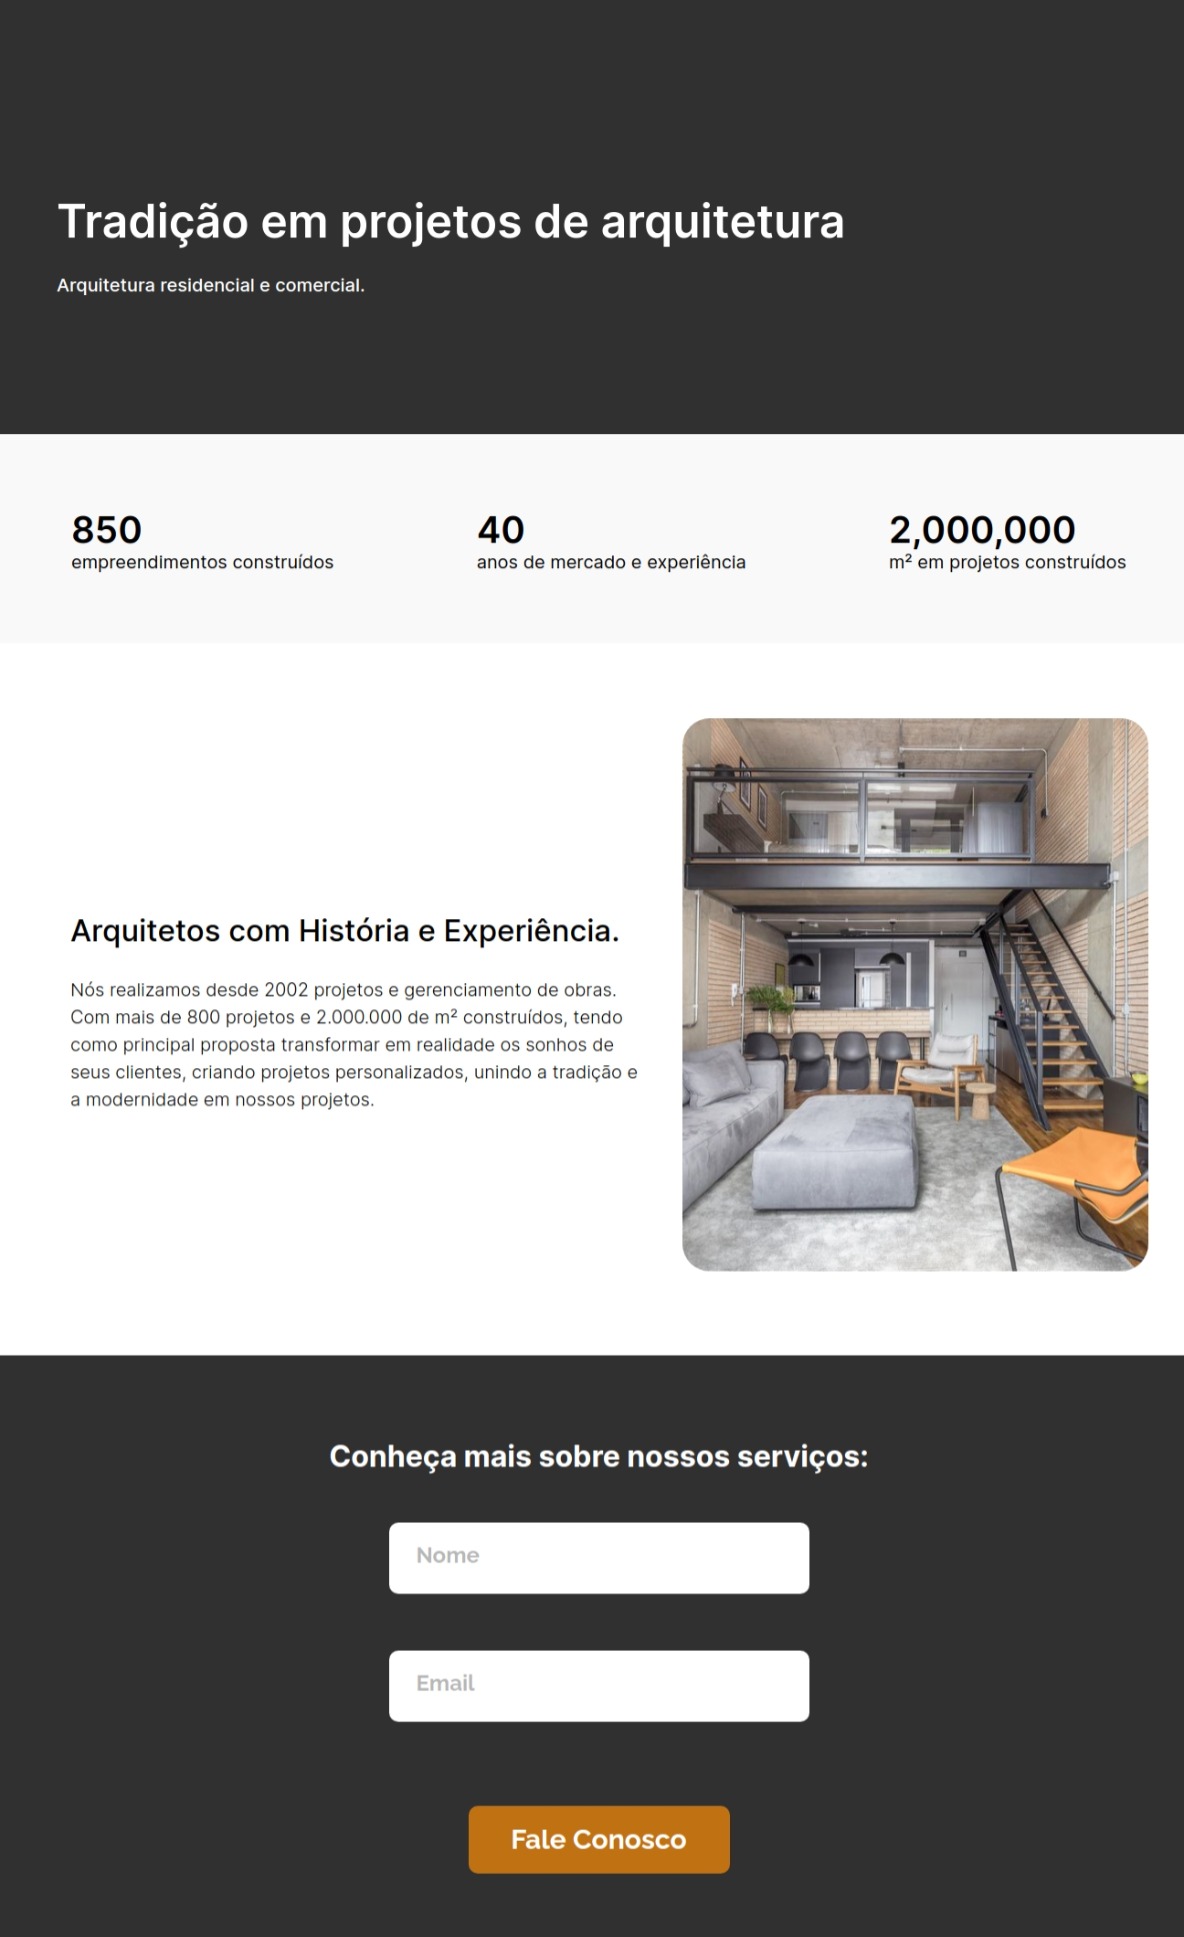 Tradição em projetos de arquitetura
Arquitetura residencial e comercial.
850
empreendimentos construídos
40
anos de mercado e experiência
2,000,000
m² em projetos construídos
Arquitetos com História e Experiência.
Nós realizamos desde 2002 projetos e gerenciamento de obras.
Com mais de 800 projetos e 2.000.000 de m² construídos, tendo
como principal proposta transformar em realidade os sonhos de
seus clientes, criando projetos personalizados, unindo a tradição e
a modernidade em nossos projetos.
Conheça mais sobre nossos serviços:
Nome
Email
Fale Conosco